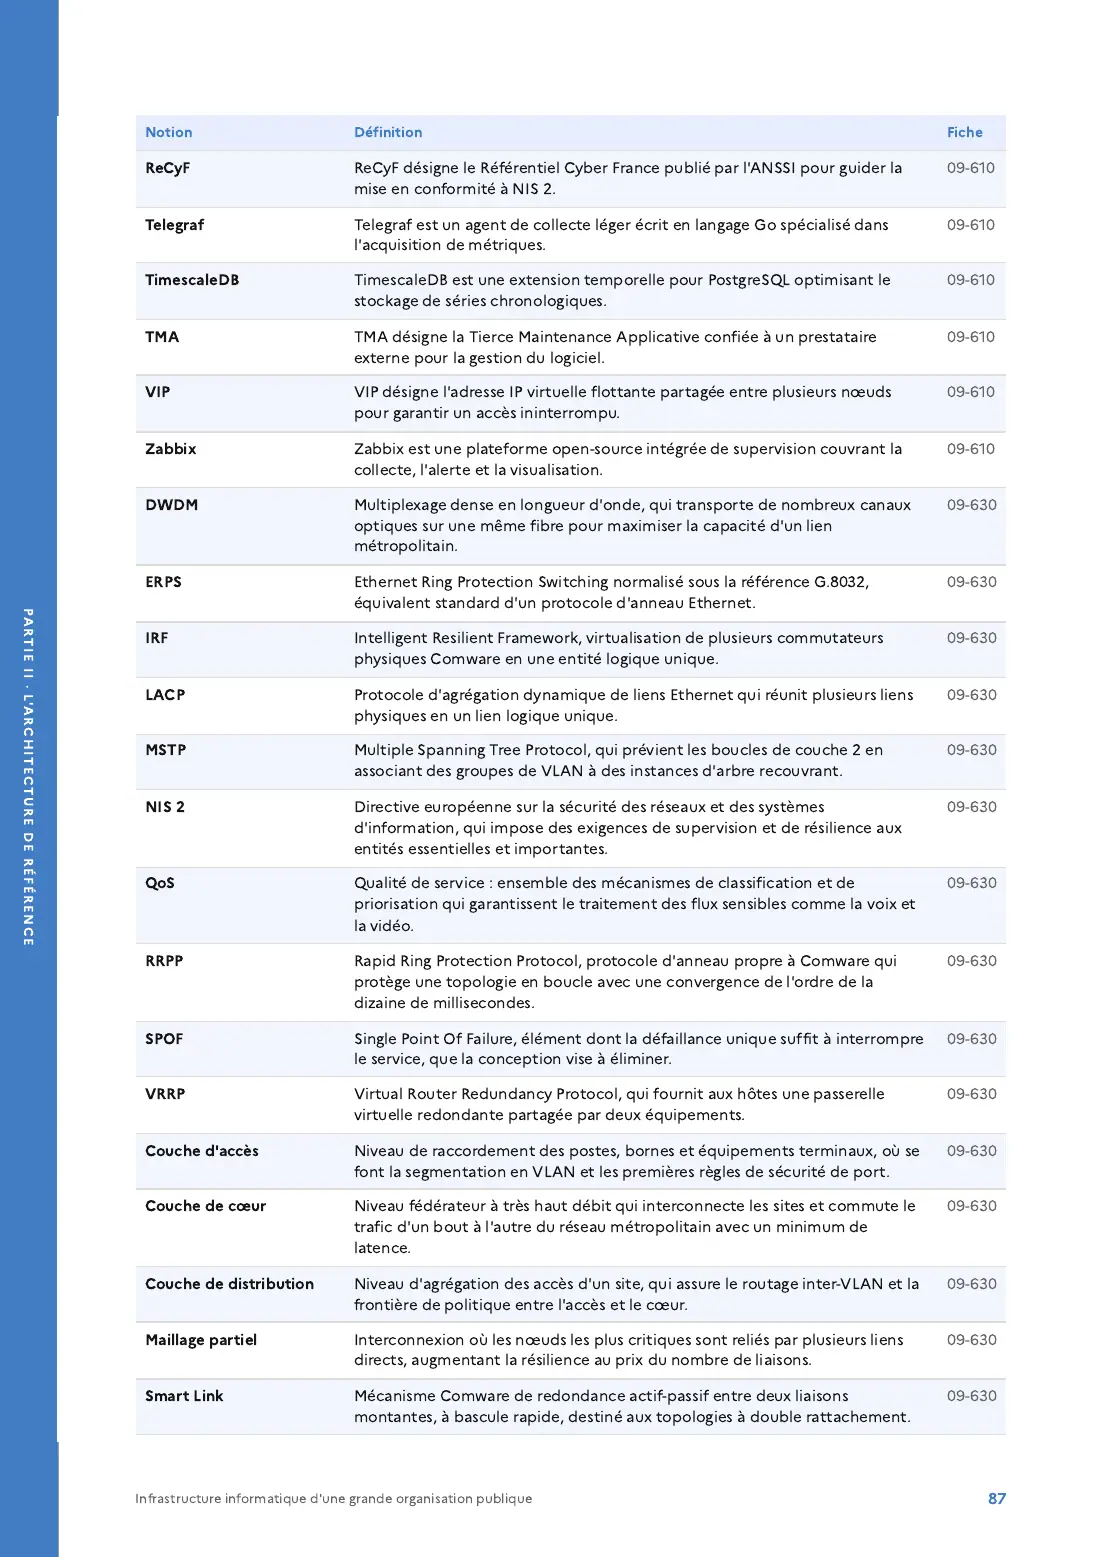 Notion Définition Fiche
ReCyF ReCyF désigne le Référentiel Cyber France publié par l'ANSSI pour guider la 09-610
mise en conformité à NIS 2.
Telegraf Telegraf est un agent de collecte léger écrit en langage Go spécialisé dans 09-610
l'acquisition de métriques.
TimescaleDB TimescaleDB est une extension temporelle pour PostgreSQL optimisant le 09-610
stockage de séries chronologiques.
TMA TMA désigne la Tierce Maintenance Applicative confiée à un prestataire 09-610
externe pour la gestion du logiciel.
VIP VIP désigne l'adresse IP virtuelle flottante partagée entre plusieurs nœuds 09-610
pour garantir un accès ininterrompu.
Zabbix Zabbix est une plateforme open-source intégrée de supervision couvrant la 09-610
collecte, l'alerte et la visualisation.
DWDM Multiplexage dense en longueur d'onde, qui transporte de nombreux canaux 09-630
optiques sur une même fibre pour maximiser la capacité d'un lien
métropolitain.
ERPS Ethernet Ring Protection Switching normalisé sous la référence G.8032, 09-630
équivalent standard d'un protocole d'anneau Ethernet.
IRF Intelligent Resilient Framework, virtualisation de plusieurs commutateurs 09-630
physiques Comware en une entité logique unique.
LACP Protocole d'agrégation dynamique de liens Ethernet qui réunit plusieurs liens 09-630
physiques en un lien logique unique.
MSTP Multiple Spanning Tree Protocol, qui prévient les boucles de couche 2 en 09-630
associant des groupes de VLAN à des instances d'arbre recouvrant.
NIS 2 Directive européenne sur la sécurité des réseaux et des systèmes 09-630
d'information, qui impose des exigences de supervision et de résilience aux
entités essentielles et importantes.
QoS Qualité de service : ensemble des mécanismes de classification et de 09-630
priorisation qui garantissent le traitement des flux sensibles comme la voix et
la vidéo.
RRPP Rapid Ring Protection Protocol, protocole d'anneau propre à Comware qui 09-630
protège une topologie en boucle avec une convergence de l'ordre de la
dizaine de millisecondes.
SPOF Single Point Of Failure, élément dont la défaillance unique suffit à interrompre 09-630
le service, que la conception vise à éliminer.
VRRP Virtual Router Redundancy Protocol, qui fournit aux hôtes une passerelle 09-630
virtuelle redondante partagée par deux équipements.
Couche d'accès Niveau de raccordement des postes, bornes et équipements terminaux, où se 09-630
font la segmentation en VLAN et les premières règles de sécurité de port.
Couche de cœur Niveau fédérateur à très haut débit qui interconnecte les sites et commute le 09-630
trafic d'un bout à l'autre du réseau métropolitain avec un minimum de
latence.
Couche de distribution Niveau d'agrégation des accès d'un site, qui assure le routage inter-VLAN et la 09-630
frontière de politique entre l'accès et le cœur.
Maillage partiel Interconnexion où les nœuds les plus critiques sont reliés par plusieurs liens 09-630
directs, augmentant la résilience au prix du nombre de liaisons.
Smart Link Mécanisme Comware de redondance actif-passif entre deux liaisons 09-630
montantes, à bascule rapide, destiné aux topologies à double rattachement.
PARTIE II · L'ARCHITECTURE DE RÉFÉRENCE
Infrastructure informatique d'une grande organisation publique 87